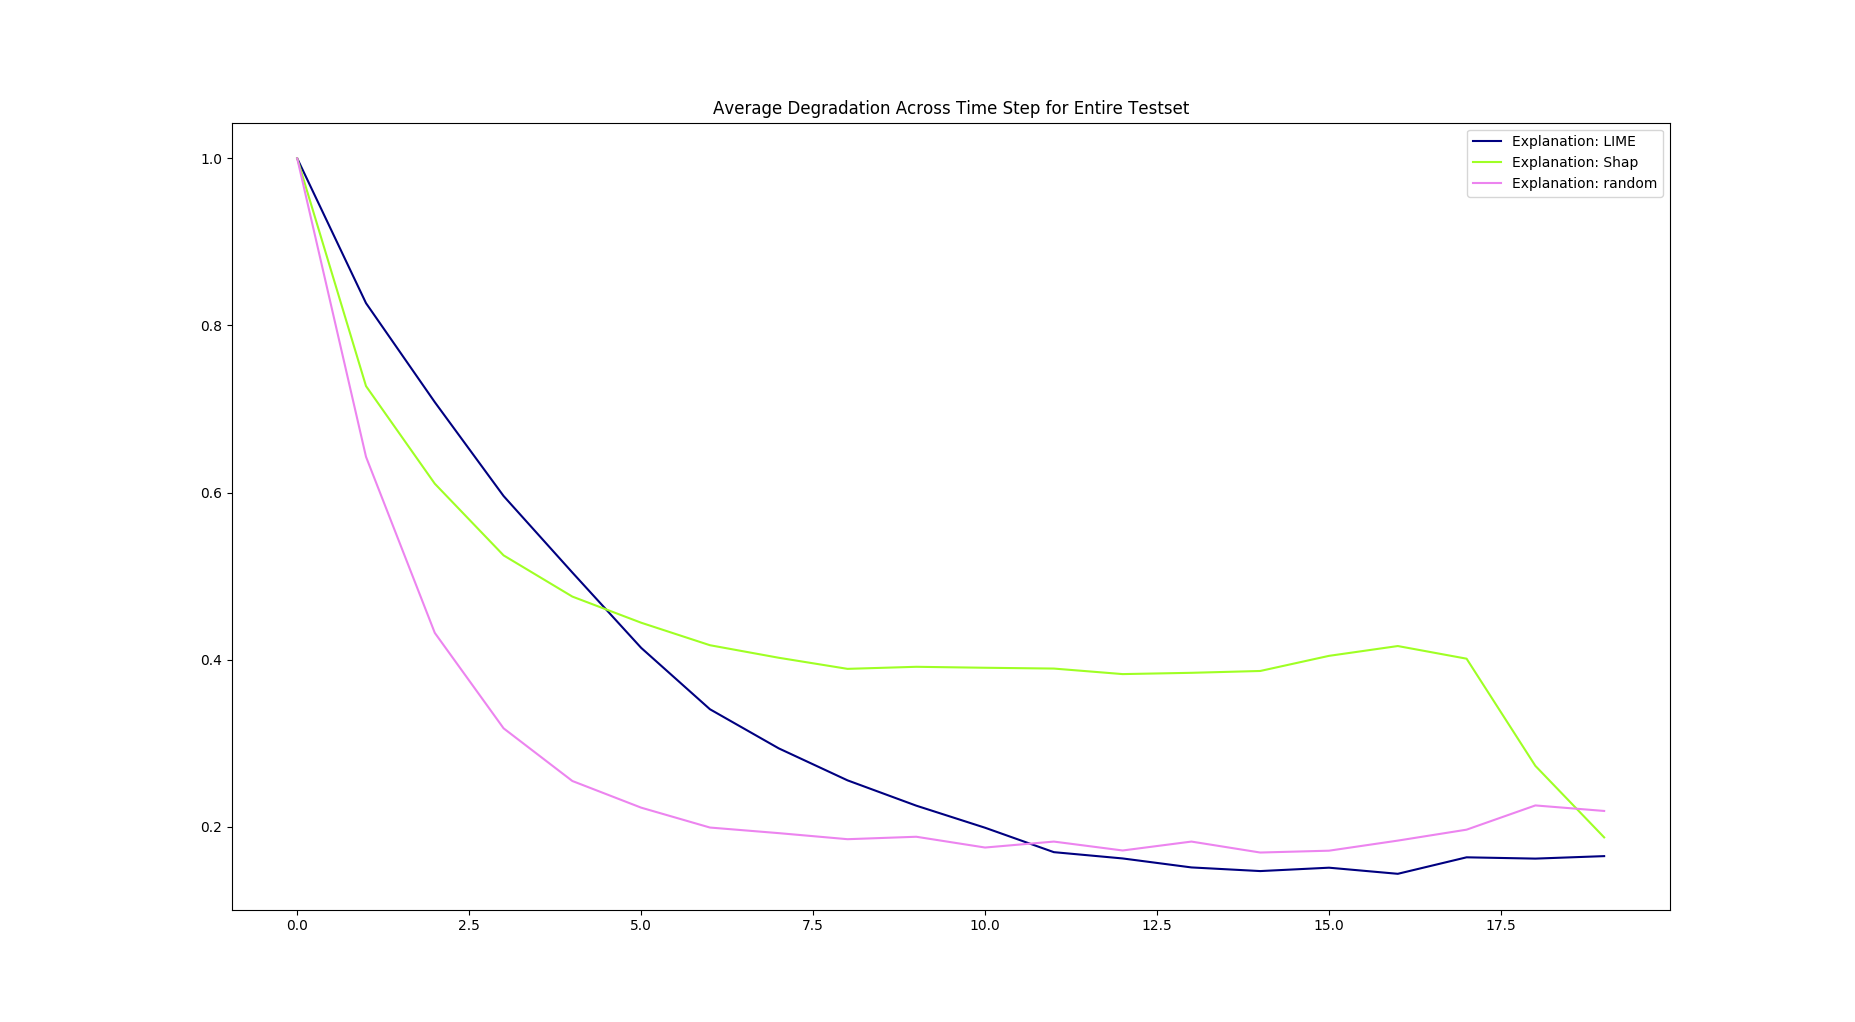 Average Degradation Across Time Step for Entire Testset
Explanation: LIME
Explanation: Shap
Explanation: random
1.0
0.8
0.6
0.4
0.2
0.0 2.5 5.0 7.5 10.0 12.5 15.0 17.5